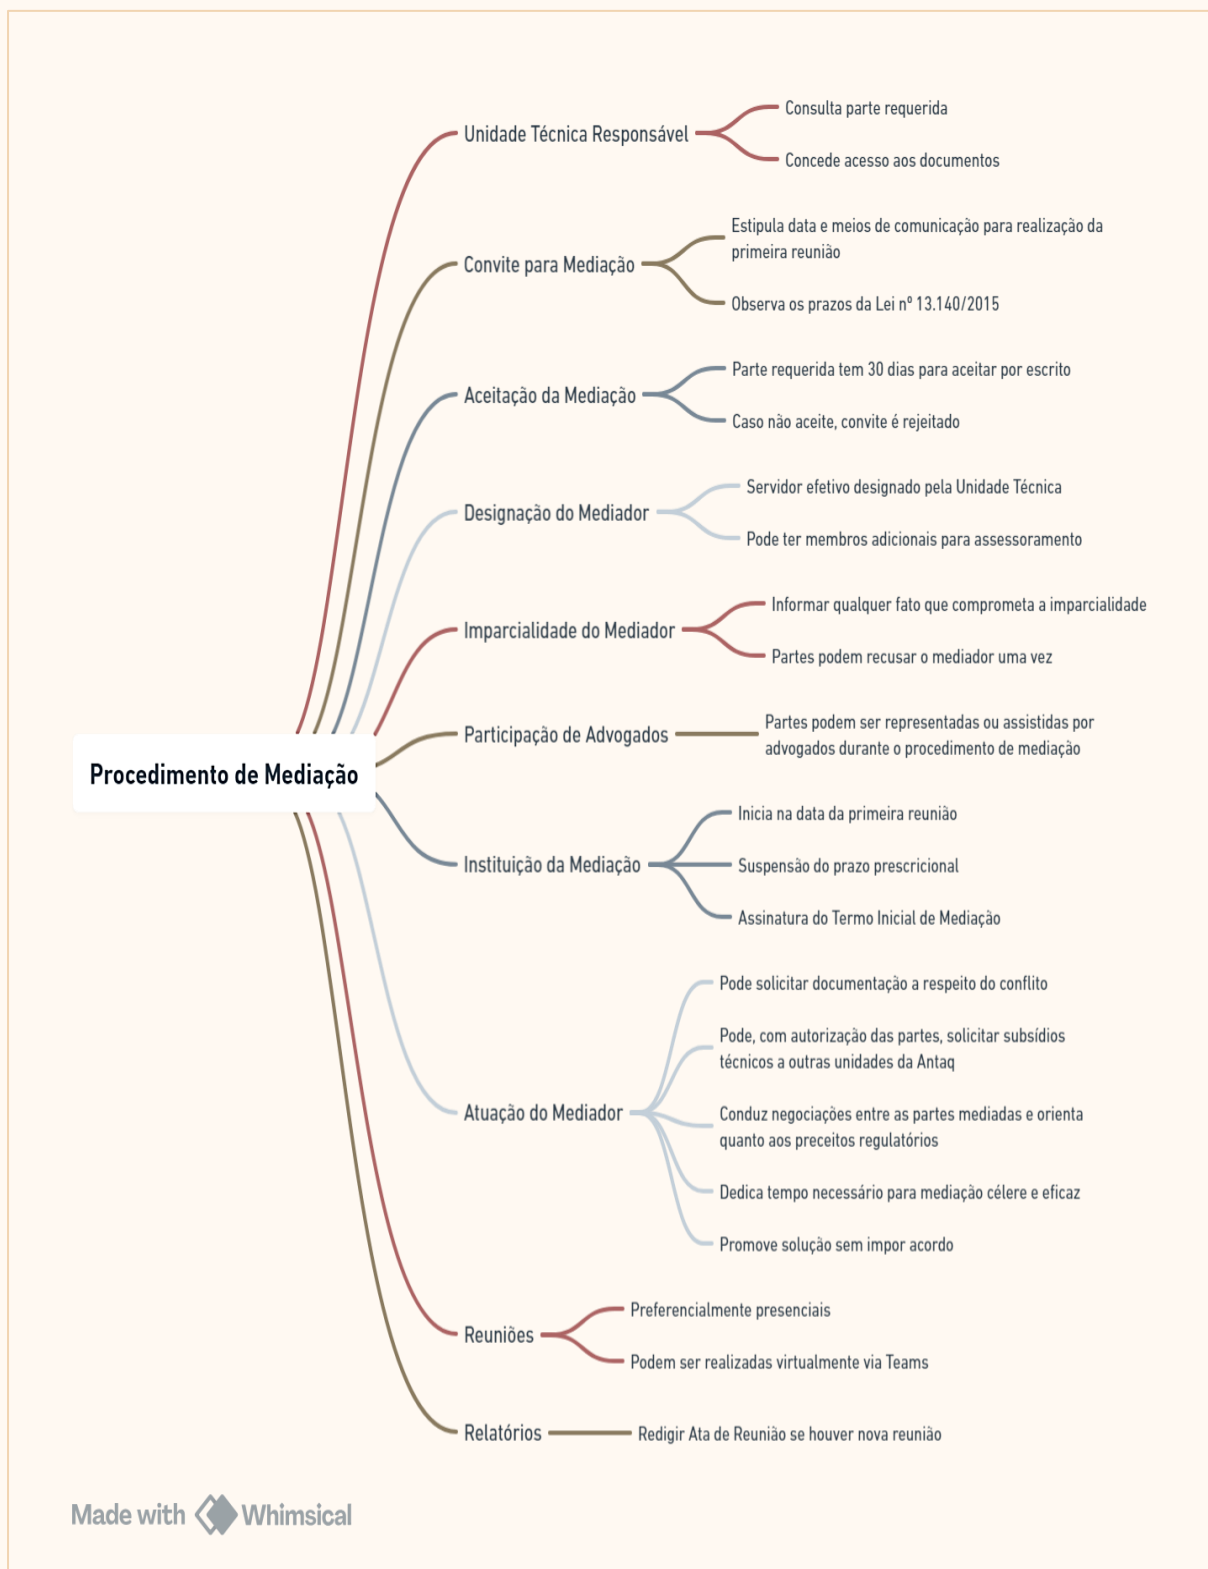 Procedimento de Mediação
Unidade Técnica Responsável
Consulta parte requerida
Concede acesso aos documentos
Convite para Mediação
Estipula data e meios de comunicação para realização da
primeira reunião
Observa os prazos da Lei nº 13.140/2015
Aceitação da Mediação
Parte requerida tem 30 dias para aceitar por escrito
Caso não aceite, convite é rejeitado
Designação do Mediador
Servidor efetivo designado pela Unidade Técnica
Pode ter membros adicionais para assessoramento
Imparcialidade do Mediador
Informar qualquer fato que comprometa a imparcialidade
Partes podem recusar o mediador uma vez
Participação de Advogados
Partes podem ser representadas ou assistidas por
advogados durante o procedimento de mediação
Instituição da Mediação
Inicia na data da primeira reunião
Suspensão do prazo prescricional
Assinatura do Termo Inicial de Mediação
Atuação do Mediador
Pode solicitar documentação a respeito do conflito
Pode, com autorização das partes, solicitar subsídios
técnicos a outras unidades da Antaq
Conduz negociações entre as partes mediadas e orienta
quanto aos preceitos regulatórios
Dedica tempo necessário para mediação célere e eficaz
Promove solução sem impor acordo
Reuniões
Preferencialmente presenciais
Podem ser realizadas virtualmente via Teams
Relatórios
Redigir Ata de Reunião se houver nova reunião
Made with Whimsical